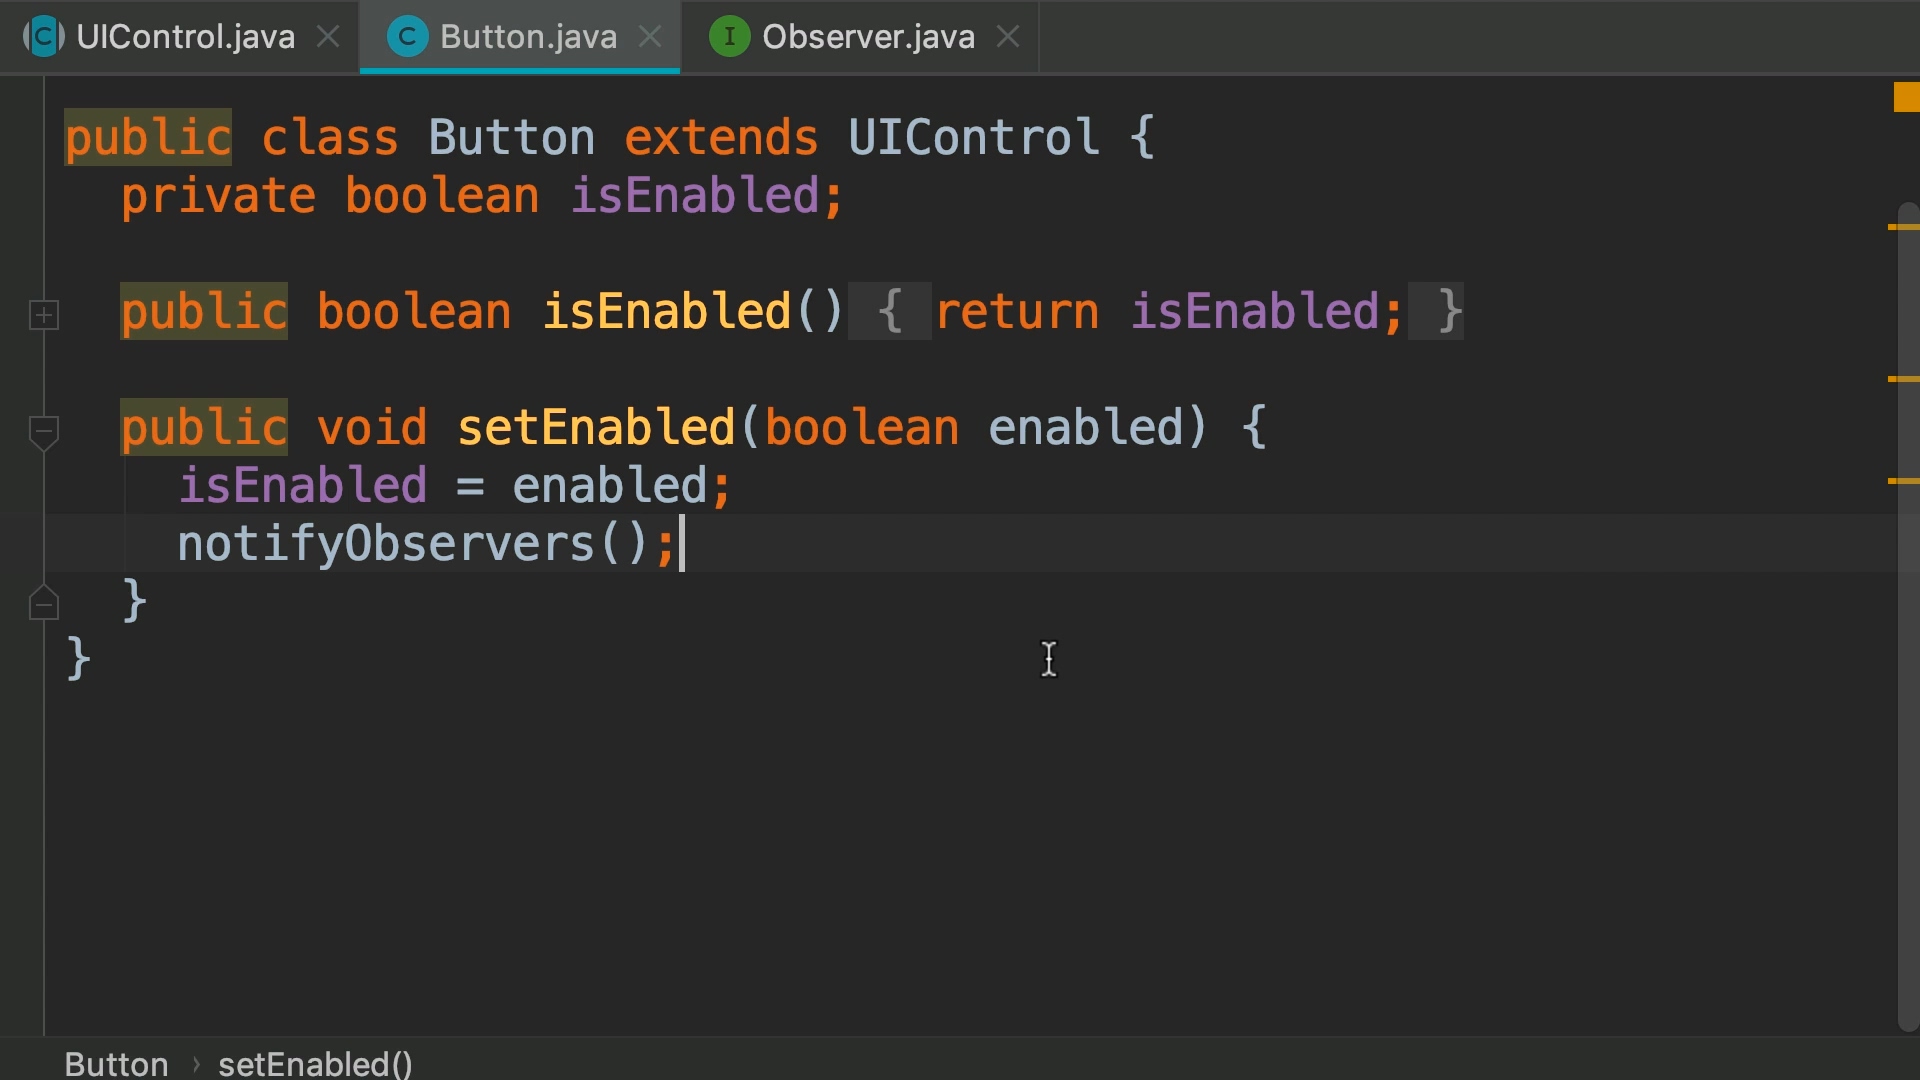 UIControl.java Button.java Observer.java
public class Button extends UIControl {
private boolean isEnabled;
public boolean isEnabled() { return isEnabled; }
public void setEnabled(boolean enabled) {
isEnabled = enabled;
notifyObservers();
}
}
Button › setEnabled()